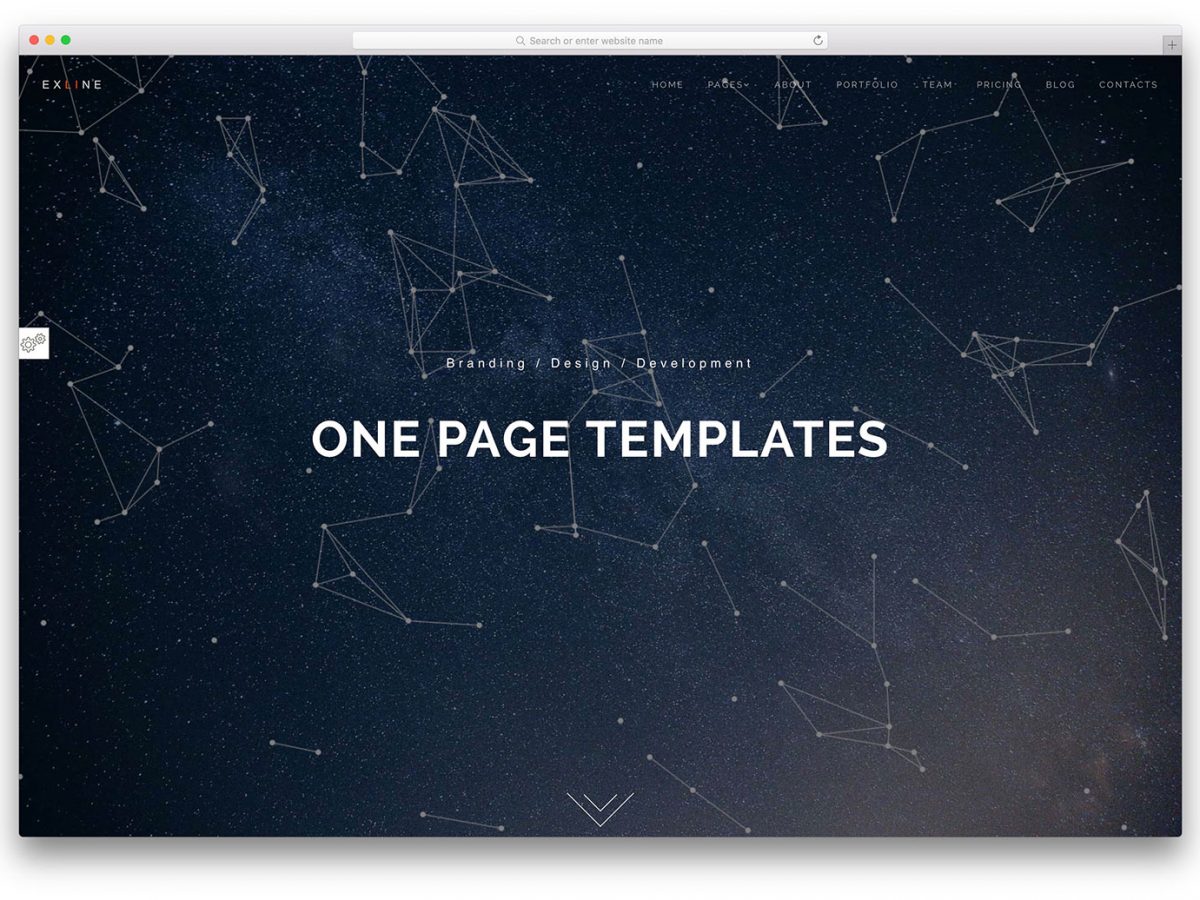 Search or enter website name
EXLINE
HOME PAGES ABOUT PORTFOLIO TEAM PRICING BLOG CONTACTS
Branding / Design / Development
ONE PAGE TEMPLATES